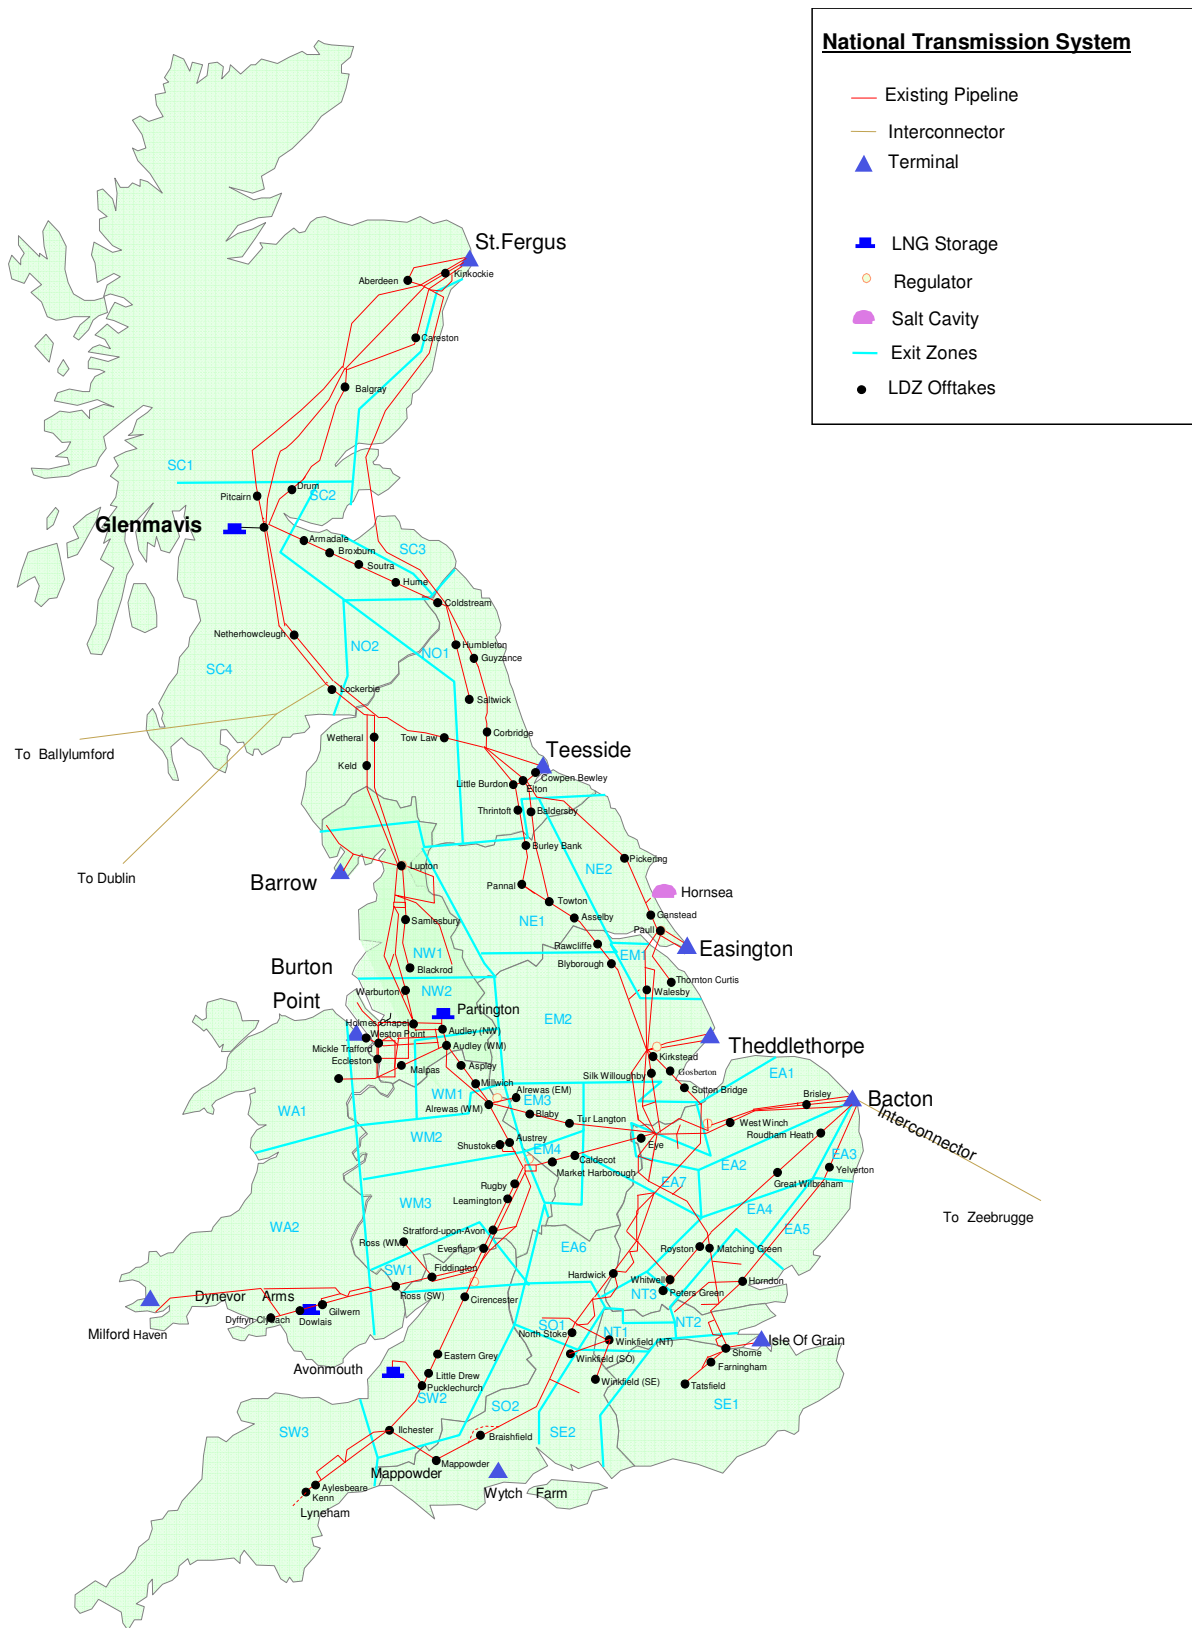 National Transmission System
Existing Pipeline
Interconnector
Terminal
LNG Storage
Regulator
Salt Cavity
Exit Zones
LDZ Offtakes
St.Fergus
Kinkockie
Aberdeen
Careston
Balgray
SC1
Drum
SC2
Pitcairn
Glenmavis
Armadale
Broxburn
SC3
Soutra
Hume
Coldstream
Netherhowcleugh
Humbleton
NO2
NO1
Guyzance
SC4
Lockerbie
Saltwick
To Ballylumford
Wetheral
Tow Law
Corbridge
Teesside
Keld
Cowpen Bewley
Little Burdon
Elton
Thrintoft
Baldersby
Burley Bank
Pickering
To Dublin
Barrow
Lupton
NE2
Pannal
Hornsea
Towton
Samlesbury
NE1
Asselby
Ganstead
Paull
Rawcliffe
Easington
NW1
EM1
Burton
Point
Blackrod
Blyborough
Thornton Curtis
Warburton
NW2
Walesby
Partington
EM2
Holmes Chapel
Weston Point
Audley (NW)
Mickle Trafford
Audley (WM)
Theddlethorpe
Eccleston
Kirkstead
Malpas
Aspley
Silk Willoughby
Gosberton
EA1
Millwich
Sutton Bridge
WM1
Alrewas (EM)
Brisley
Bacton
WA1
Alrewas (WM)
EM3
Blaby
Interconnector
Tur Langton
West Winch
WM2
Roudham Heath
Shustoke
Austrey
Eye
EM4
Caldecot
EA3
Market Harborough
EA2
Yelverton
Rugby
EA7
Great Wilbraham
WM3
Leamington
EA4
To Zeebrugge
WA2
Stratford-upon-Avon
EA5
Ross (WM
Evesham
EA6
Royston
Matching Green
SW1
Fiddington
Hardwick
Whitwell
Horndon
Dynevor Arms
Ross (SW)
Peters Green
NT3
Cirencester
Gilwern
Dyffryn Clydach
Dowlais
Milford Haven
SO1
NT1
NT2
North Stoke
Winkfield (NT)
Isle Of Grain
Shorne
Eastern Grey
Winkfield (SO)
Farningham
Avonmouth
Little Drew
Winkfield (SE)
Tatsfield
Pucklechurch
SW2
SO2
SE1
SW3
Ilchester
SE2
Braishfield
Mappowder
Mappowder
Aylesbeare
Kenn
Wytch Farm
Lyneham